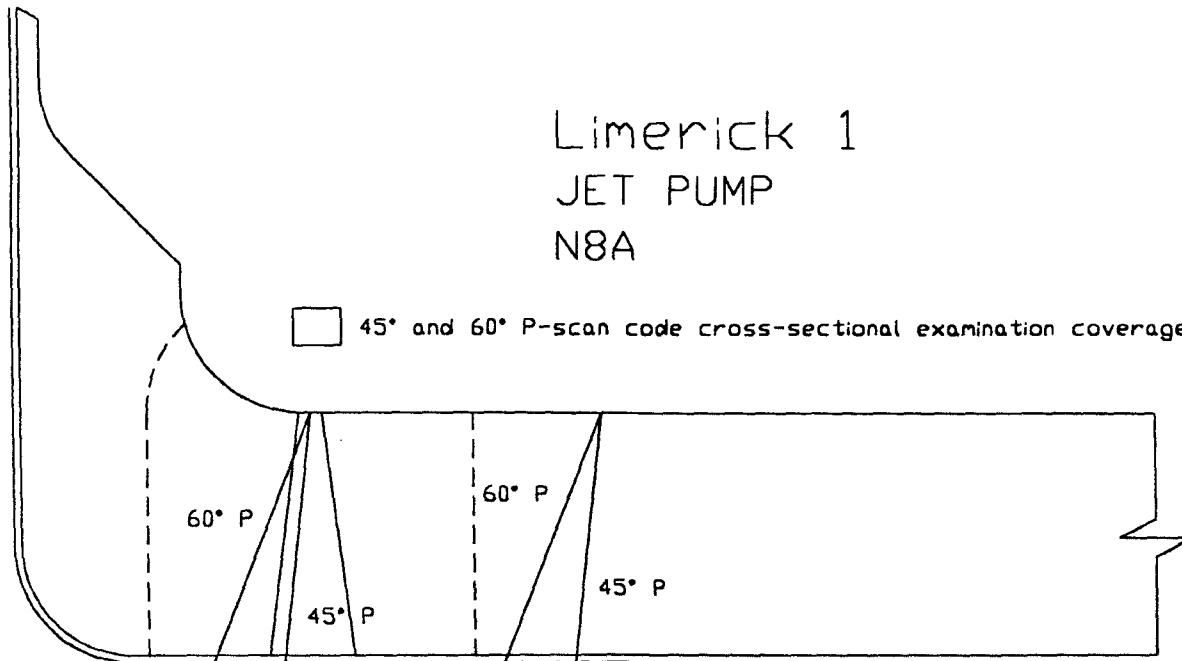 Limerick 1
JET PUMP
N8A
45° and 60° P-scan code cross-sectional examination coverage
60° P
60° P
45° P
45° P